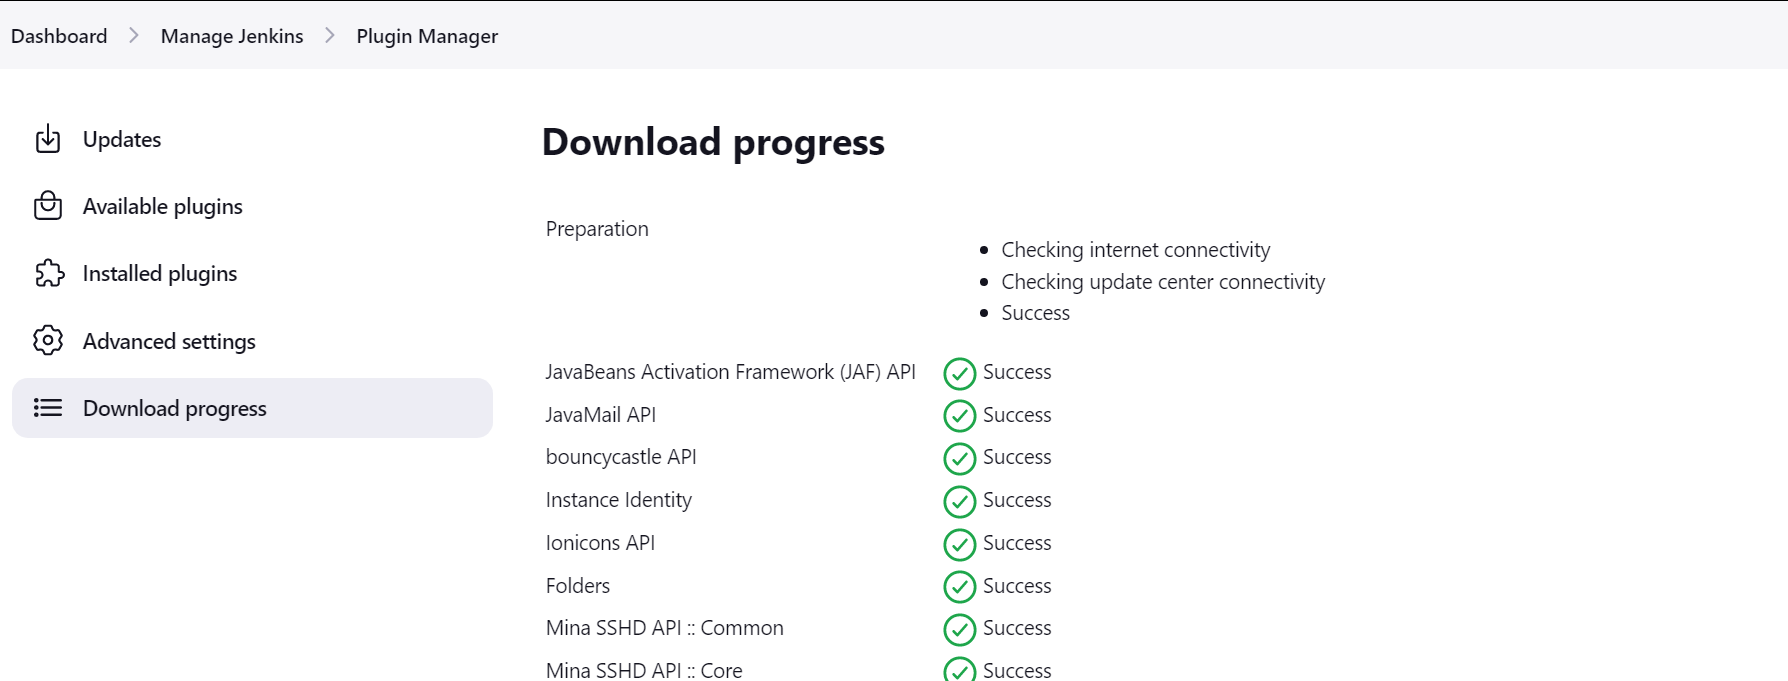 Dashboard > Manage Jenkins > Plugin Manager
Updates
Available plugins
Installed plugins
Advanced settings
Download progress
Download progress
Preparation
• Checking internet connectivity
• Checking update center connectivity
• Success
JavaBeans Activation Framework (JAF) API Success
JavaMail API Success
bouncycastle API Success
Instance Identity Success
Ionicons API Success
Folders Success
Mina SSHD API :: Common Success
Mina SSHD API :: Core Success